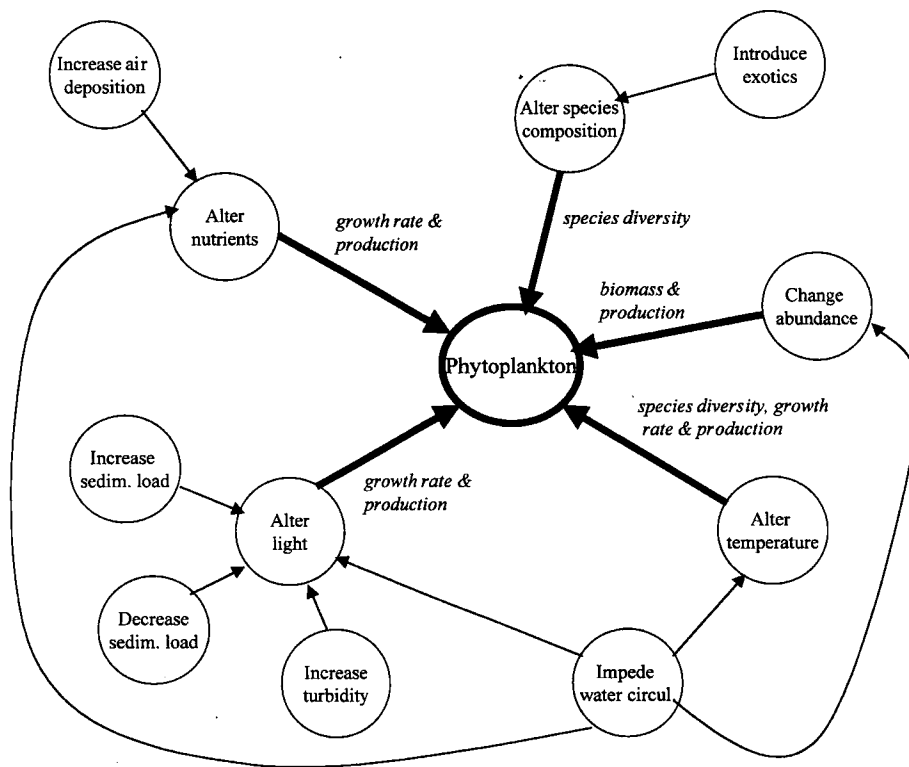 Increase air
deposition
Introduce
exotics
Alter species
composition
Alter
nutrients
growth rate &
production
species diversity
biomass &
production
Change
abundance
Phytoplankton
species diversity, growth
rate & production
Increase
sedim. load
growth rate &
production
Alter
light
Alter
temperature
Decrease
sedim. load
Increase
turbidity
Impede
water circul